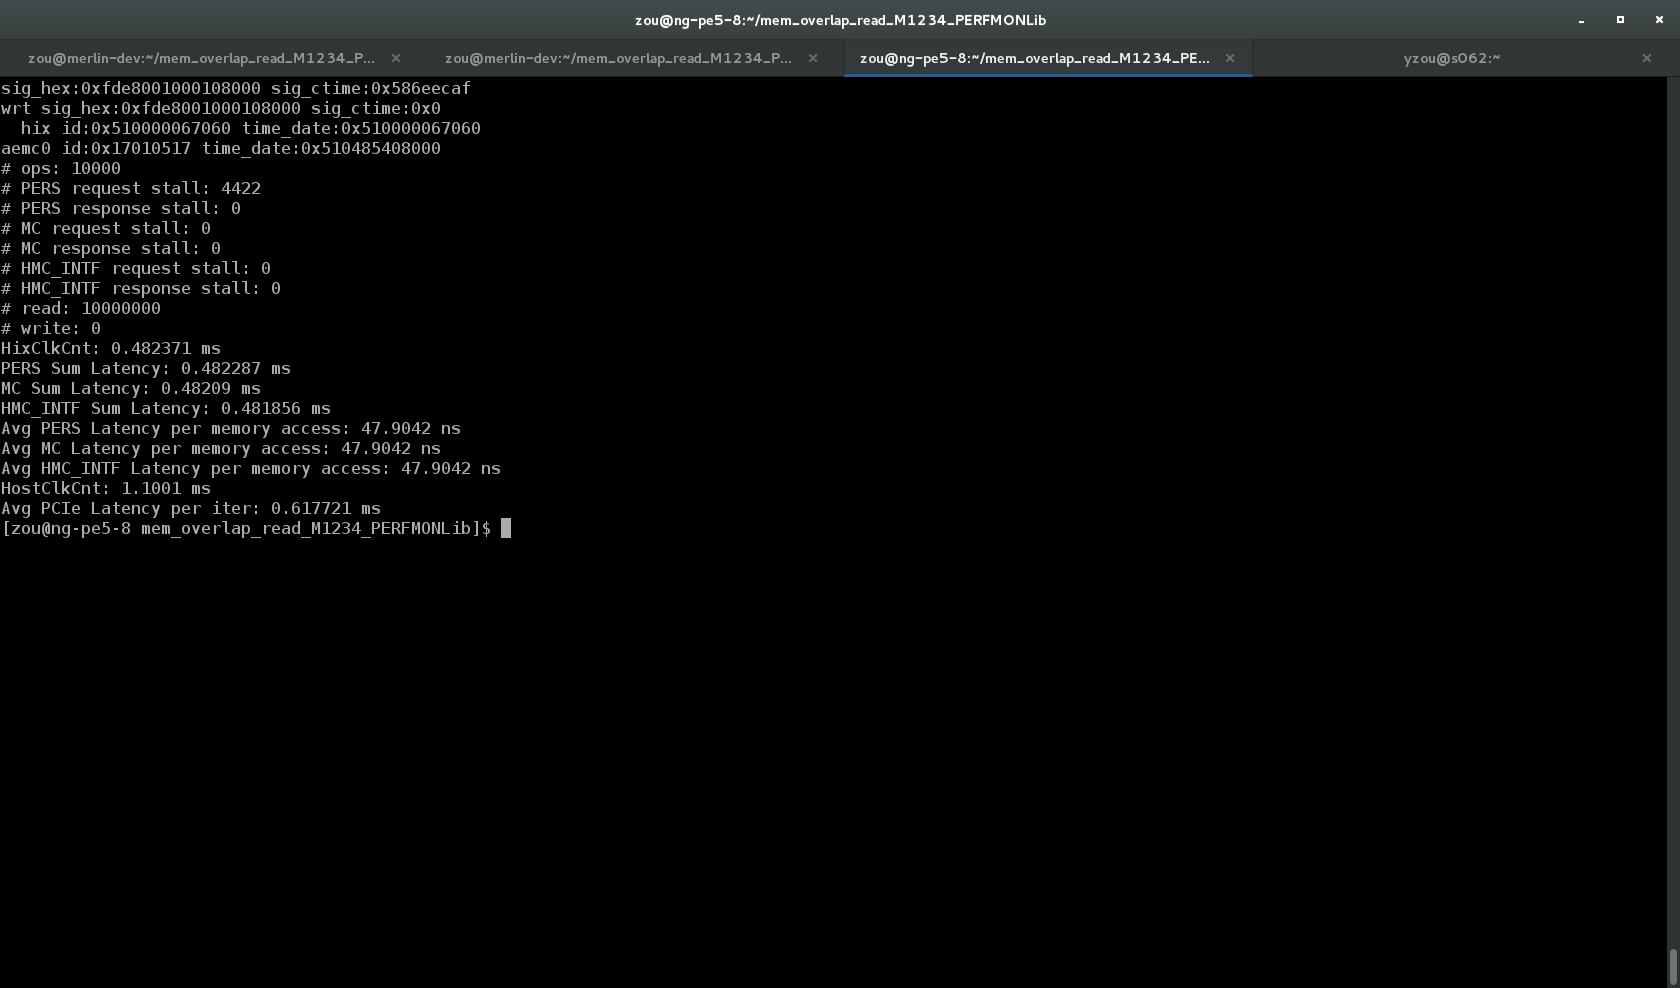 zou@ng-pe5-8:~/mem_overlap_read_M1234_PERFMONLib
zou@merlin-dev:~/mem_overlap_read_M1234_P... zou@merlin-dev:~/mem_overlap_read_M1234_P... zou@ng-pe5-8:~/mem_overlap_read_M1234_PE... yzou@s062:~
sig_hex:0xfde8001000108000 sig_ctime:0x586eecaf
wrt sig_hex:0xfde8001000108000 sig_ctime:0x0
  hix id:0x510000067060 time_date:0x510000067060
aemc0 id:0x17010517 time_date:0x510485408000
# ops: 10000
# PERS request stall: 4422
# PERS response stall: 0
# MC request stall: 0
# MC response stall: 0
# HMC_INTF request stall: 0
# HMC_INTF response stall: 0
# read: 10000000
# write: 0
HixClkCnt: 0.482371 ms
PERS Sum Latency: 0.482287 ms
MC Sum Latency: 0.48209 ms
HMC_INTF Sum Latency: 0.481856 ms
Avg PERS Latency per memory access: 47.9042 ns
Avg MC Latency per memory access: 47.9042 ns
Avg HMC_INTF Latency per memory access: 47.9042 ns
HostClkCnt: 1.1001 ms
Avg PCIe Latency per iter: 0.617721 ms
[zou@ng-pe5-8 mem_overlap_read_M1234_PERFMONLib]$